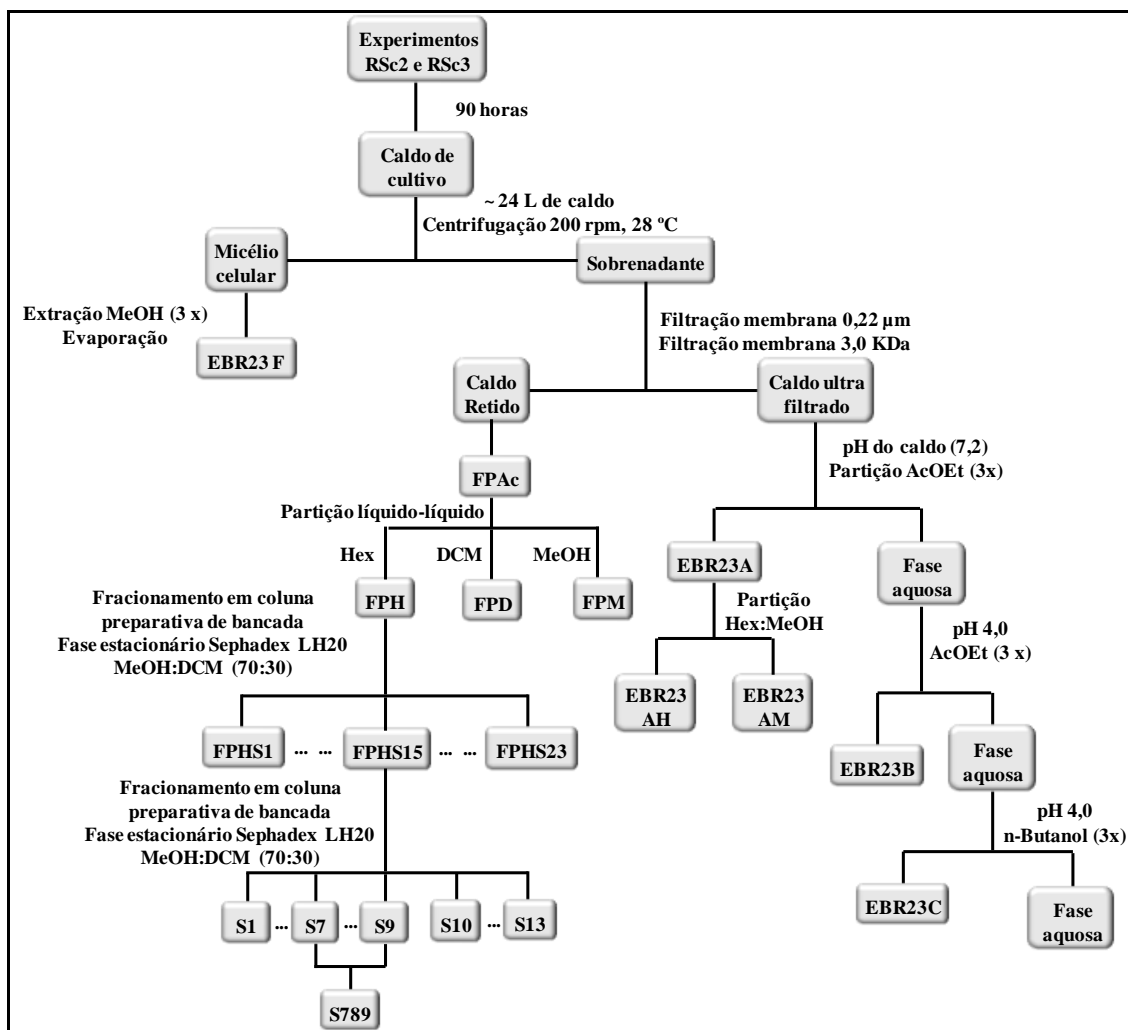 Experimentos
RSc2 e RSc3
90 horas
Caldo de
cultivo
~ 24 L de caldo
Centrifugação 200 rpm, 28 ºC
Micélio
celular
Sobrenadante
Extração MeOH (3 x)
Evaporação
EBR23 F
Filtração membrana 0,22 µm
Filtração membrana 3,0 KDa
Caldo
Retido
Caldo ultra
filtrado
pH do caldo (7,2)
Partição AcOEt (3x)
FPAc
Partição líquido-líquido
Hex
DCM
MeOH
FPH
FPD
FPM
EBR23A
Fase
aquosa
Partição
Hex:MeOH
Fracionamento em coluna
preparativa de bancada
Fase estacionário Sephadex LH20
MeOH:DCM (70:30)
pH 4,0
AcOEt (3 x)
EBR23
AH
EBR23
AM
FPHS1 ... ... FPHS15 ... ... FPHS23
EBR23B
Fase
aquosa
Fracionamento em coluna
preparativa de bancada
Fase estacionário Sephadex LH20
MeOH:DCM (70:30)
pH 4,0
n-Butanol (3x)
EBR23C
Fase
aquosa
S1 ... S7 ... S9 S10 ... S13
S789